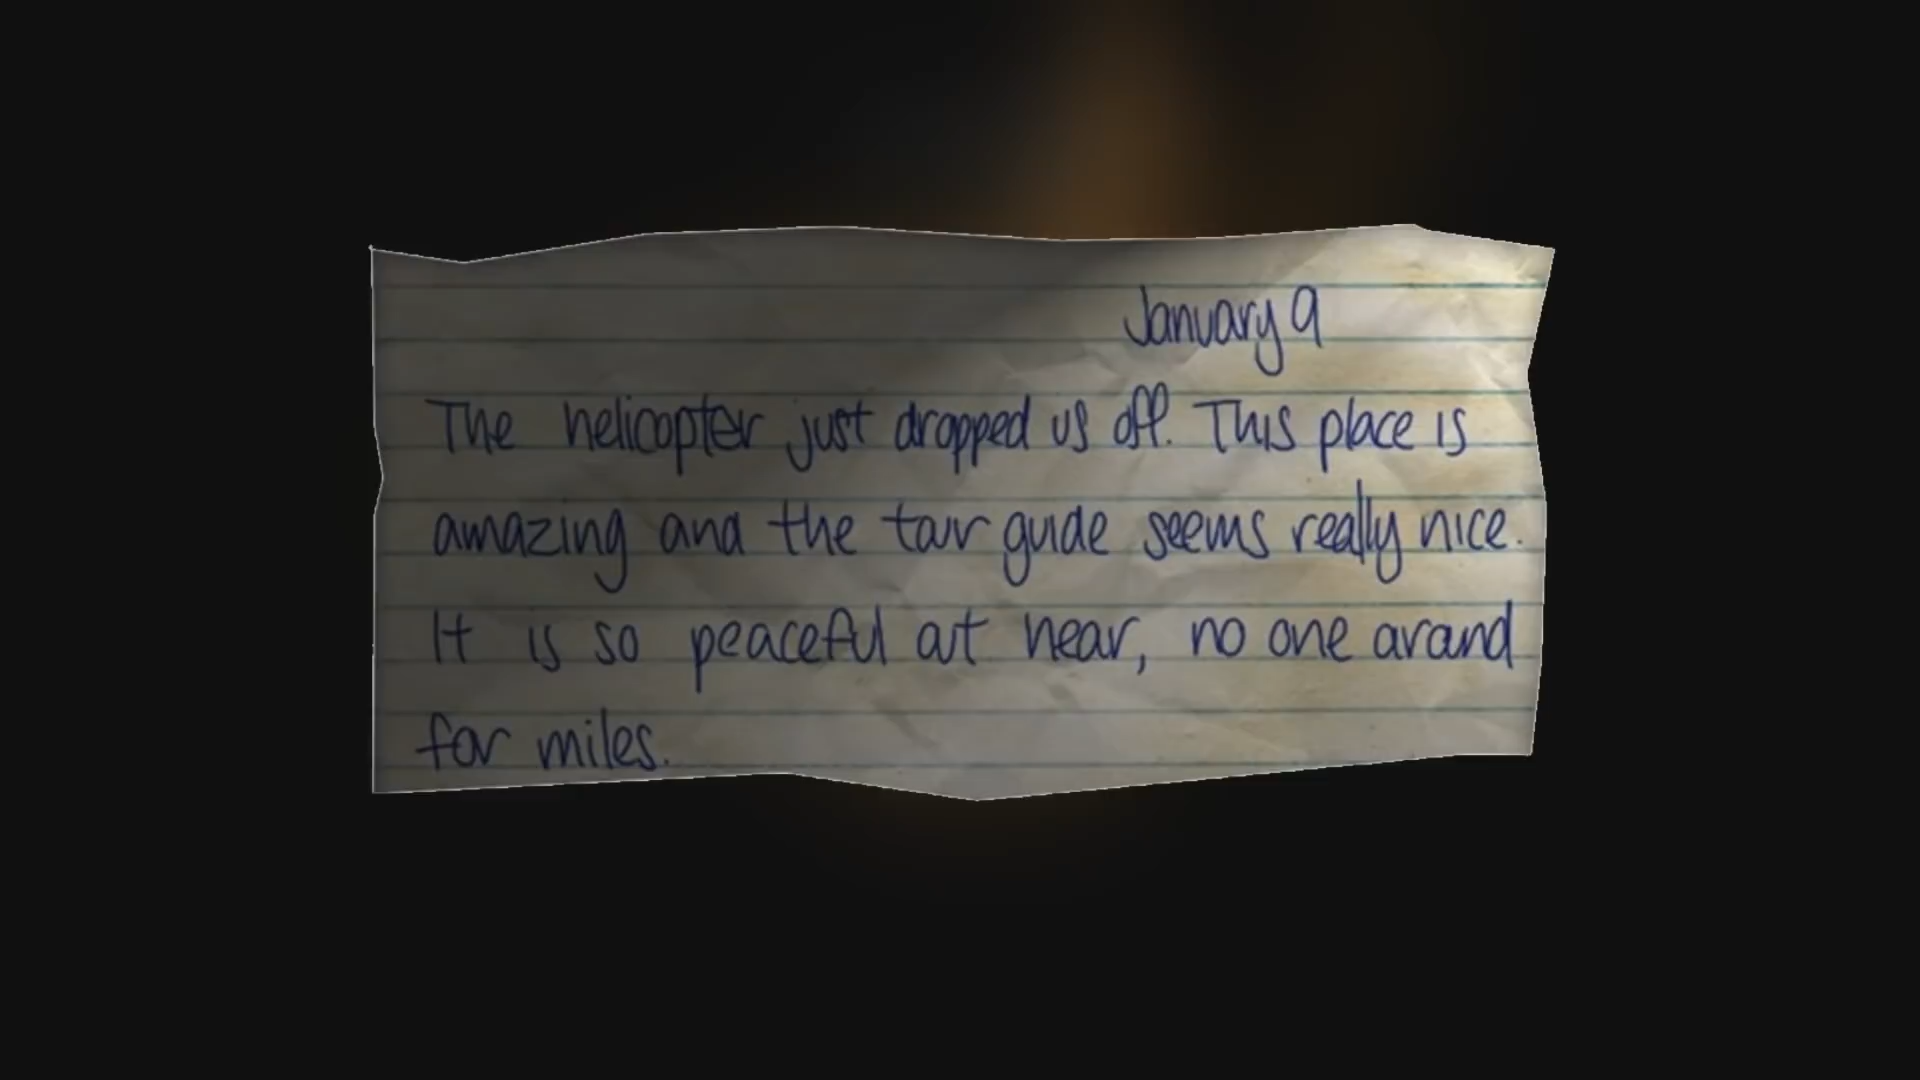 January 9
The helicopter just dropped us off. This place is
amazing and the tour guide seems really nice.
It is so peaceful out hear, no one around
for miles.